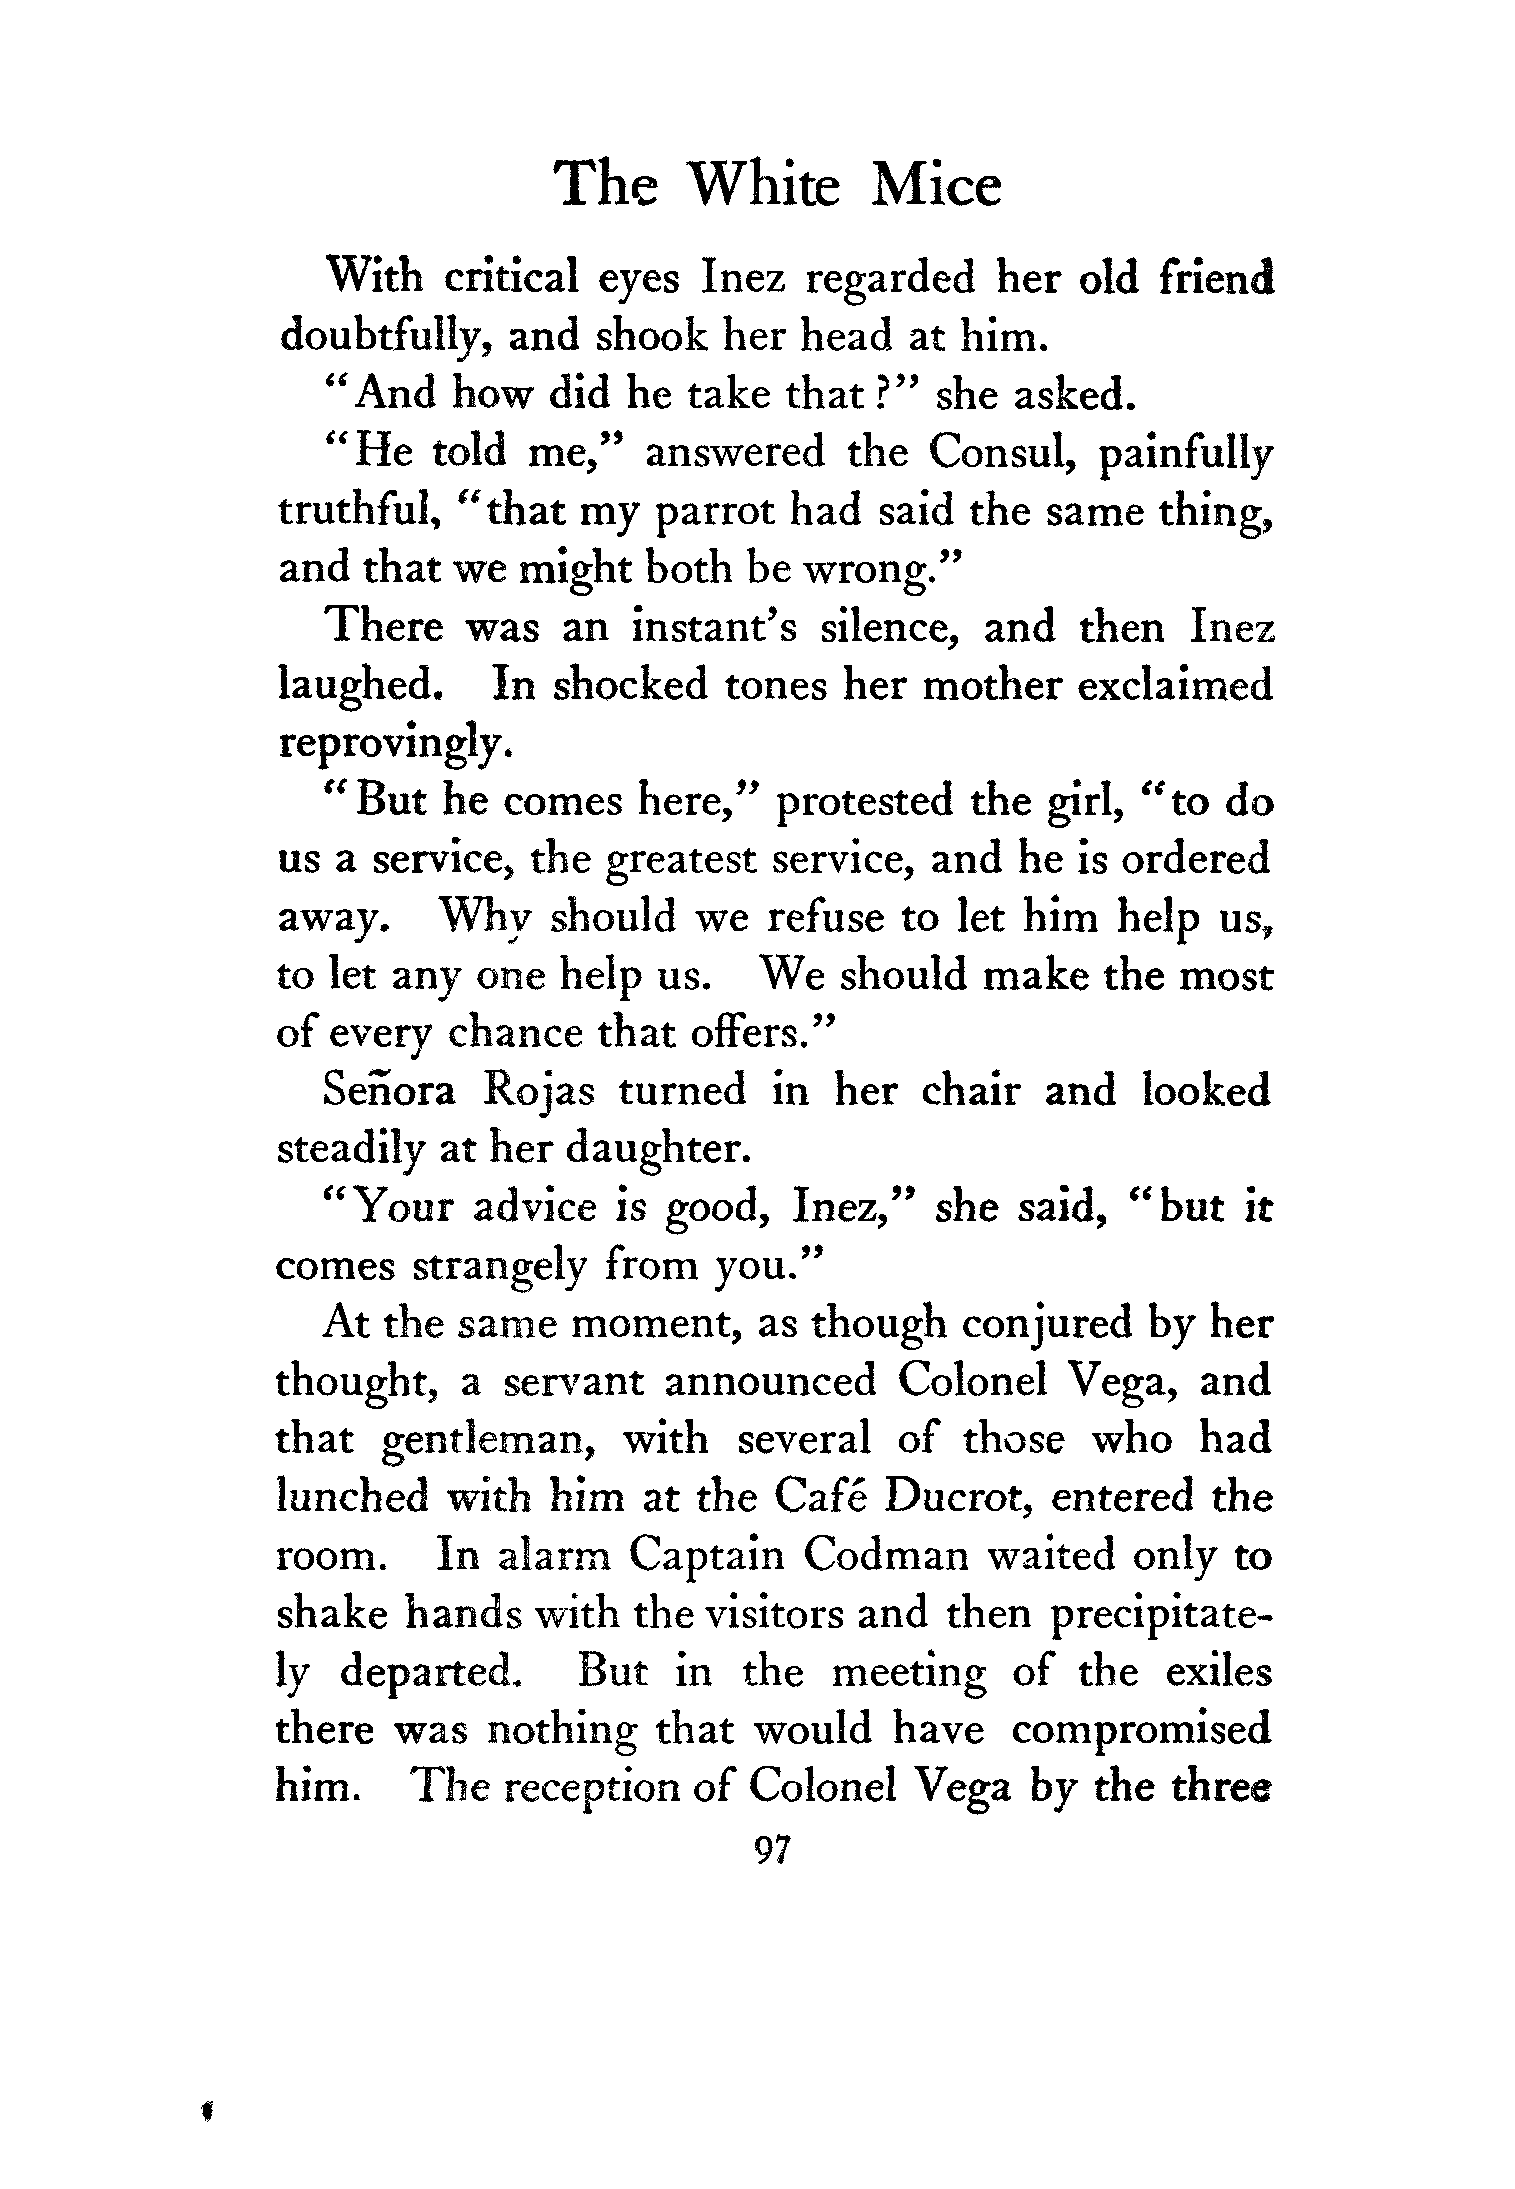 The White Mice
With critical eyes Inez regarded her old friend
doubtfully, and shook her head at him.
"And how did he take that?" she asked.
"He told me," answered the Consul, painfully
truthful, "that my parrot had said the same thing,
and that we might both be wrong."
There was an instant's silence, and then Inez
laughed. In shocked tones her mother exclaimed
reprovingly.
"But he comes here," protested the girl, "to do
us a service, the greatest service, and he is ordered
away. Why should we refuse to let him help us,
to let any one help us. We should make the most
of every chance that offers."
Señora Rojas turned in her chair and looked
steadily at her daughter.
"Your advice is good, Inez," she said, "but it
comes strangely from you."
At the same moment, as though conjured by her
thought, a servant announced Colonel Vega, and
that gentleman, with several of those who had
lunched with him at the Café Ducrot, entered the
room. In alarm Captain Codman waited only to
shake hands with the visitors and then precipitate-
ly departed. But in the meeting of the exiles
there was nothing that would have compromised
him. The reception of Colonel Vega by the three
97